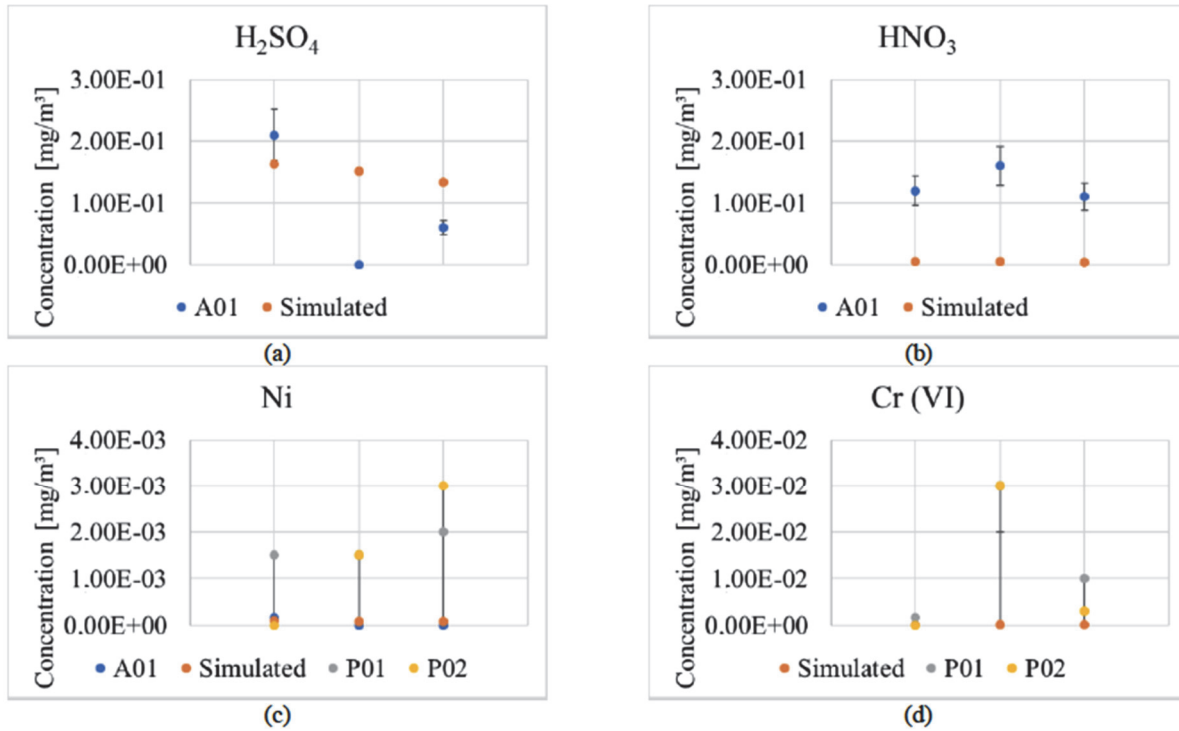 H₂SO₄
Concentration [mg/m³]
3.00E-01
2.00E-01
1.00E-01
0.00E+00
A01 Simulated
(a)
HNO₃
Concentration [mg/m³]
3.00E-01
2.00E-01
1.00E-01
0.00E+00
A01 Simulated
(b)
Ni
Concentration [mg/m³]
4.00E-03
3.00E-03
2.00E-03
1.00E-03
0.00E+00
A01 Simulated P01 P02
(c)
Cr (VI)
Concentration [mg/m³]
4.00E-02
3.00E-02
2.00E-02
1.00E-02
0.00E+00
Simulated P01 P02
(d)